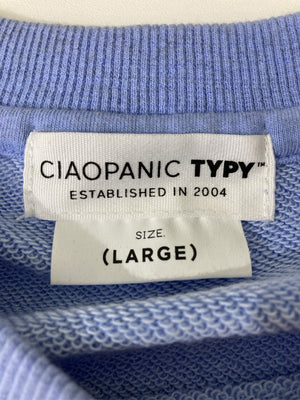 CIAOPANIC TYPY™
ESTABLISHED IN 2004
SIZE.
(LARGE)